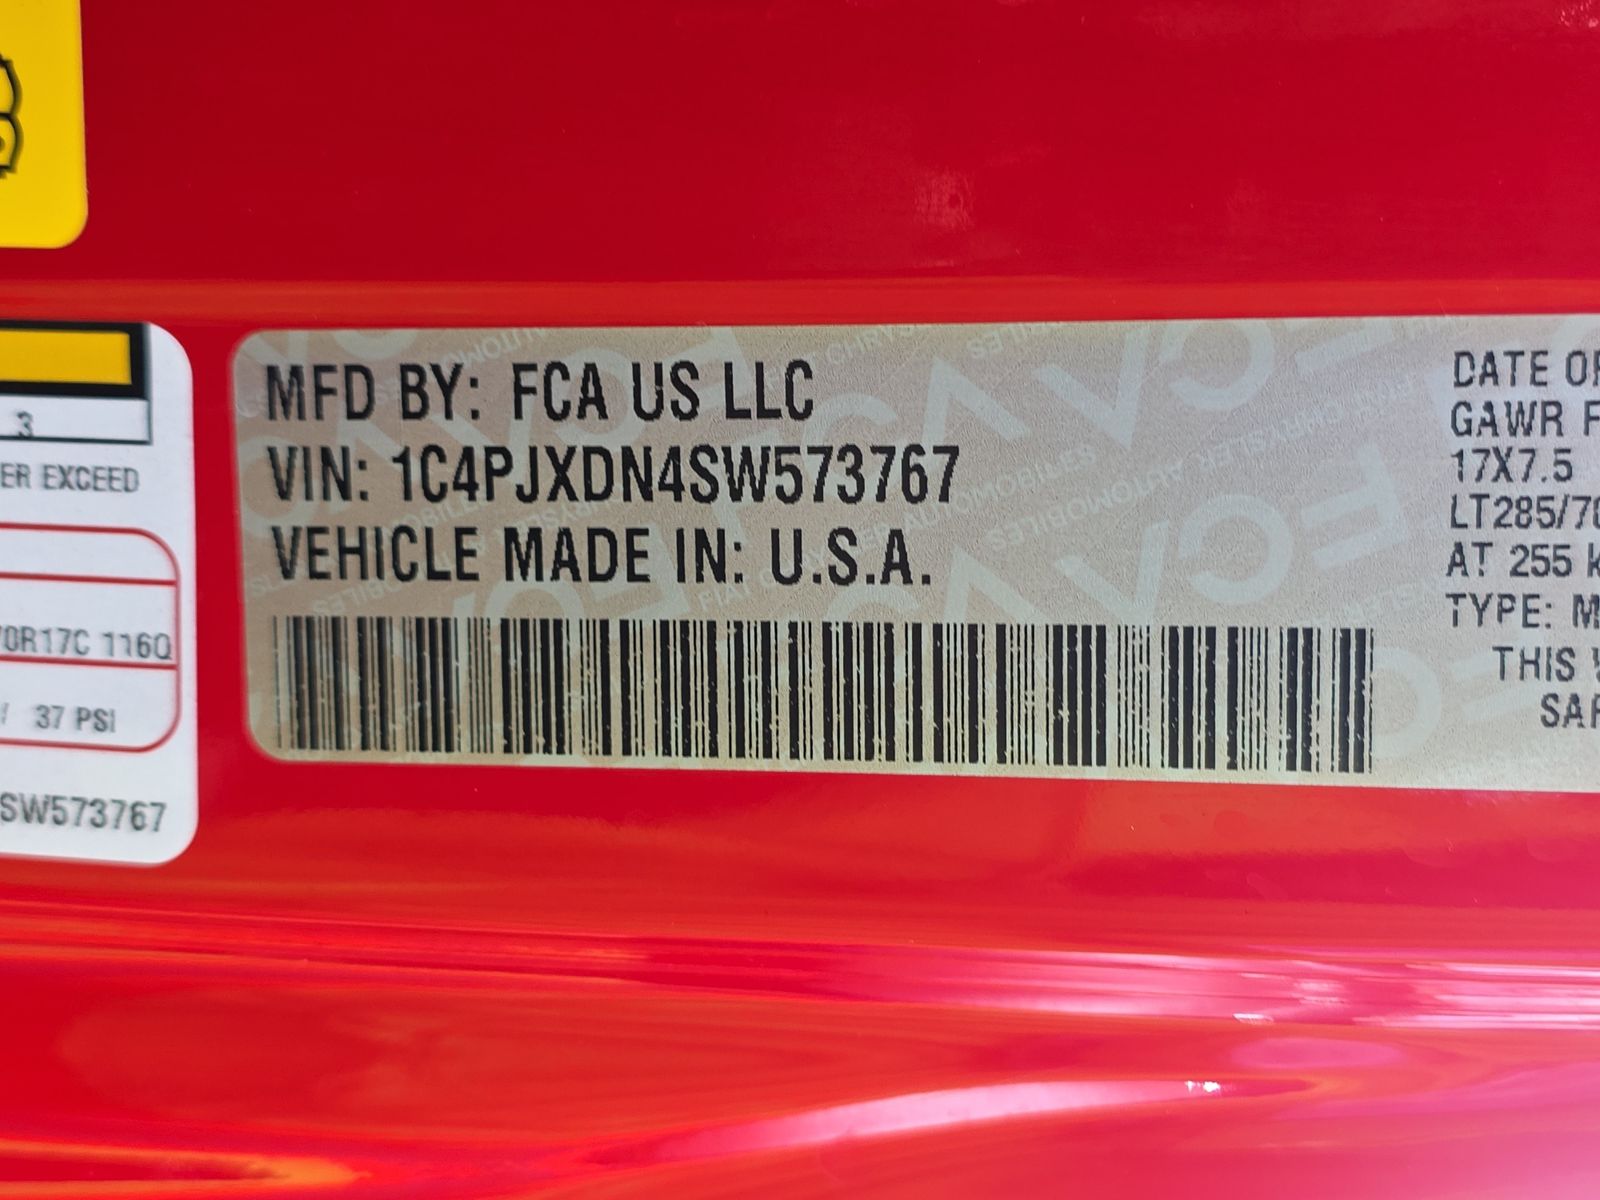 3
ER EXCEED
70R17C 116Q
37 PSI
SW573767
MFD BY: FCA US LLC
VIN: 1C4PJXDN4SW573767
VEHICLE MADE IN: U.S.A.
DATE OF
GAWR F
17X7.5
LT285/70
AT 255 k
TYPE: M
THIS
SAF